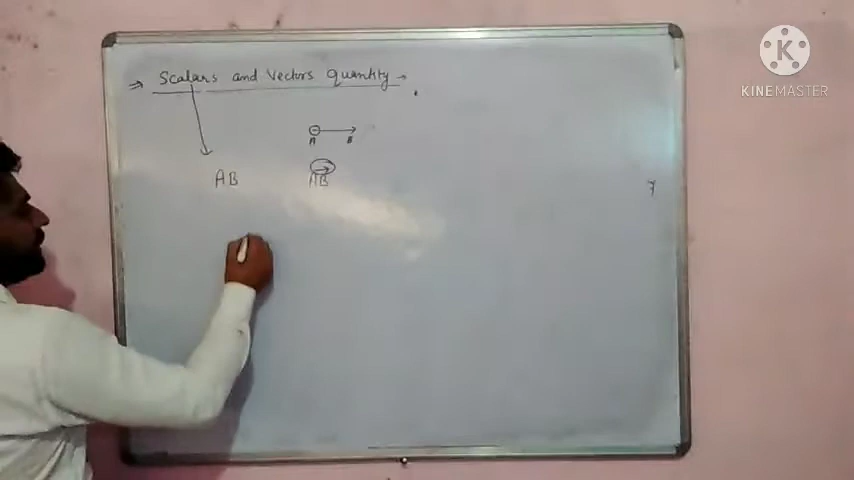 ⇒ Scalars and Vectors Quantity →
A B
AB AB
7
K
KINEMASTER